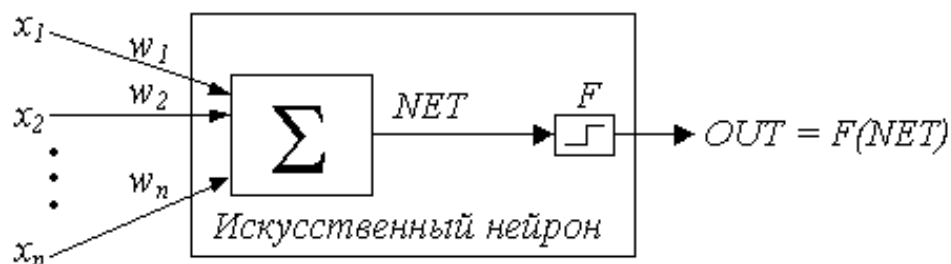 x1
w1
x2
w2
wn
xn
Σ
NET
F
OUT = F(NET)
Искусственный нейрон